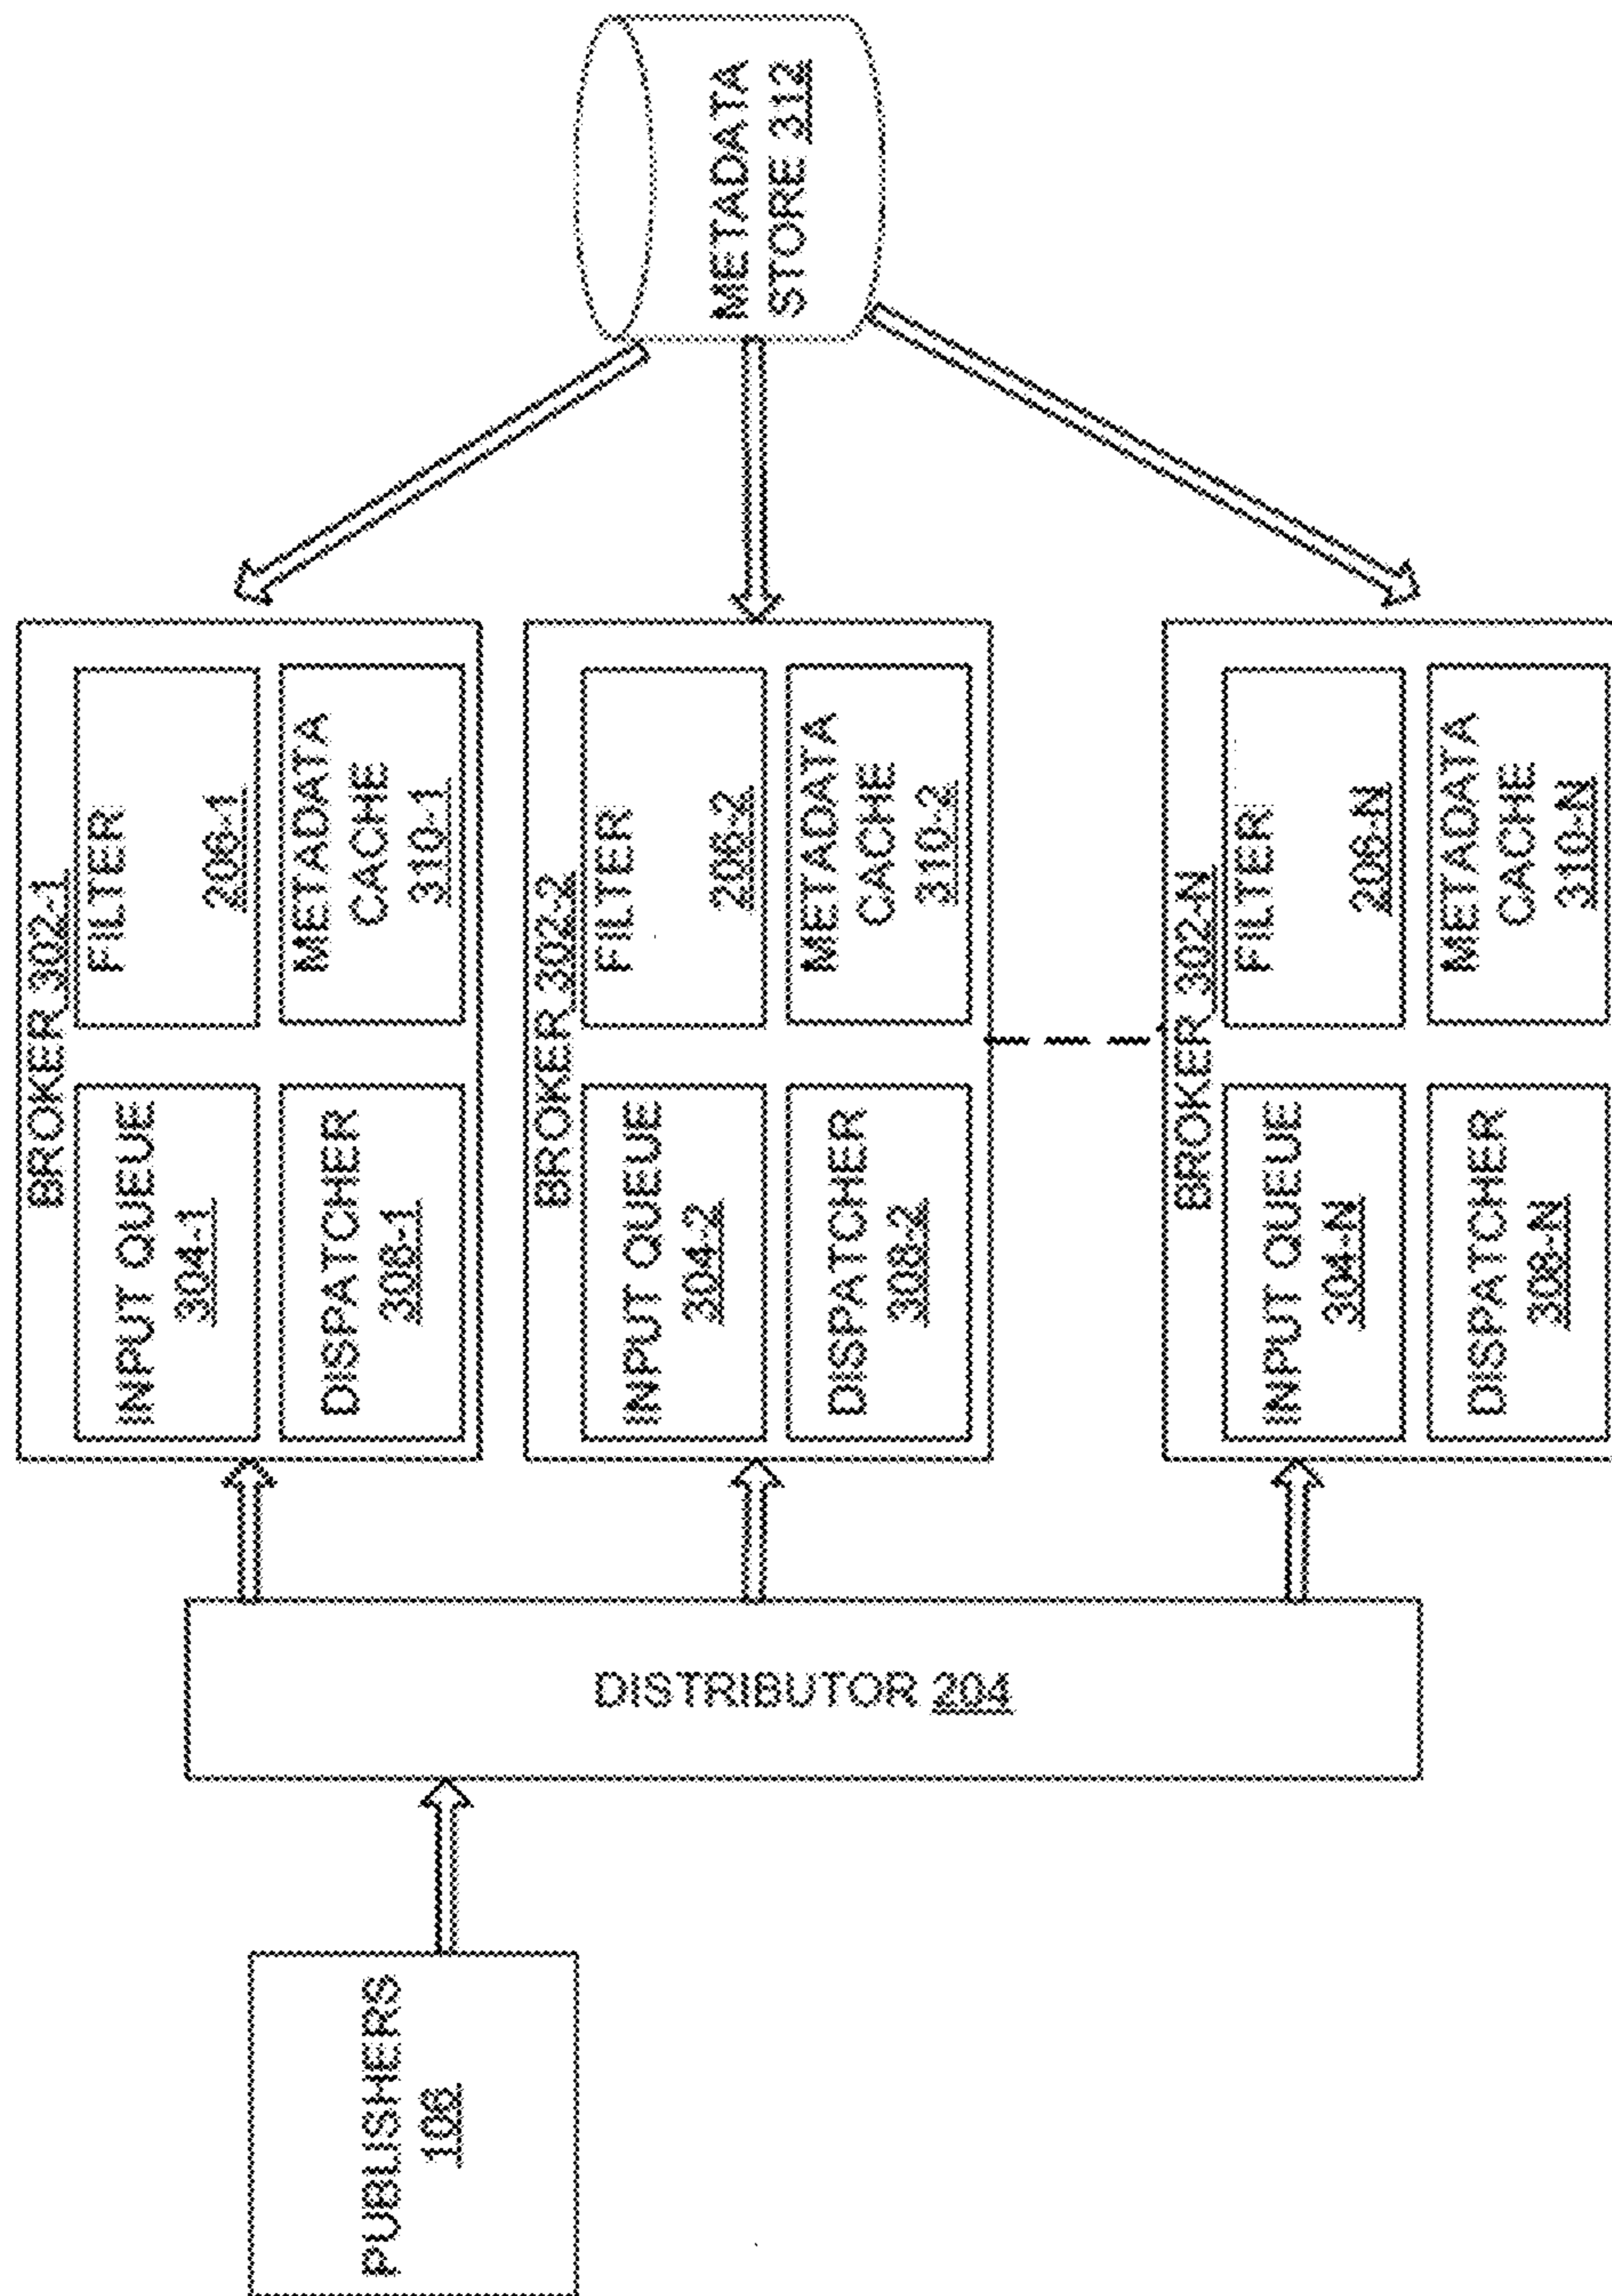 PUBLISHERS
108
DISTRIBUTOR 204
BROKER 302-1
INPUT QUEUE
304-1
FILTER
206-1
DISPATCHER
308-1
METADATA
CACHE
310-1
BROKER 302-2
INPUT QUEUE
304-2
FILTER
206-2
DISPATCHER
308-2
METADATA
CACHE
310-2
BROKER 302-N
INPUT QUEUE
304-N
FILTER
206-N
DISPATCHER
308-N
METADATA
CACHE
310-N
METADATA
STORE 312